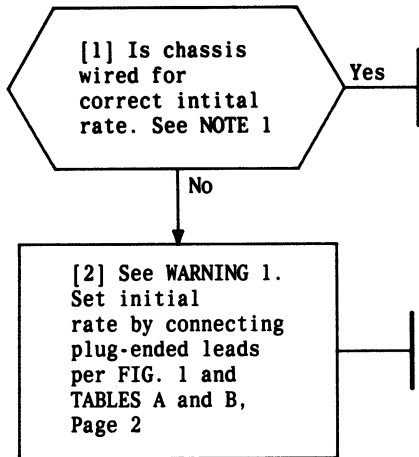 [1] Is chassis
wired for
correct intital
rate. See NOTE 1
Yes
No
[2] See WARNING 1.
Set initial
rate by connecting
plug-ended leads
per FIG. 1 and
TABLES A and B,
Page 2